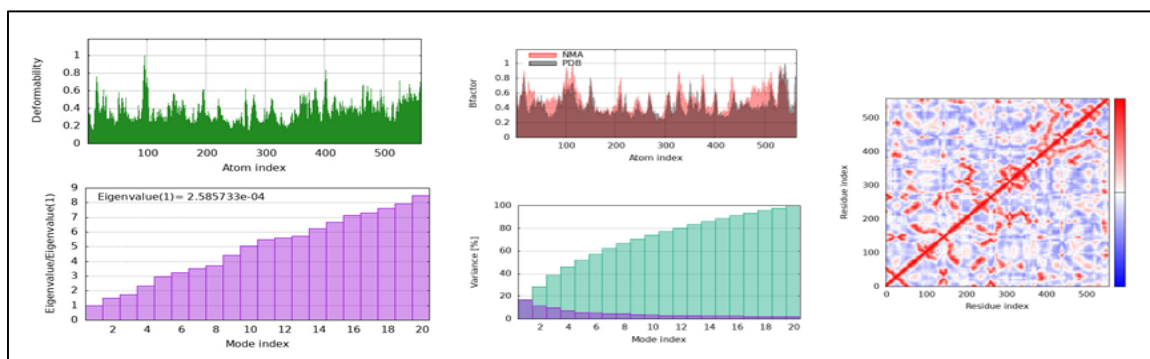 Deformability
1
0.8
0.6
0.4
0.2
0
100 200 300 400 500
Atom index
Bfactor
1
0.8
0.6
0.4
0.2
0
NMA
PDB
100 200 300 400 500
Atom index
Eigenvalue/Eigenvalue(1)
9
8
7
6
5
4
3
2
1
0
Eigenvalue(1)= 2.585733e-04
2 4 6 8 10 12 14 16 18 20
Mode index
Variance [%]
100
80
60
40
20
0
2 4 6 8 10 12 14 16 18 20
Mode index
Residue index
500
400
300
200
100
0
0 100 200 300 400 500
Residue index